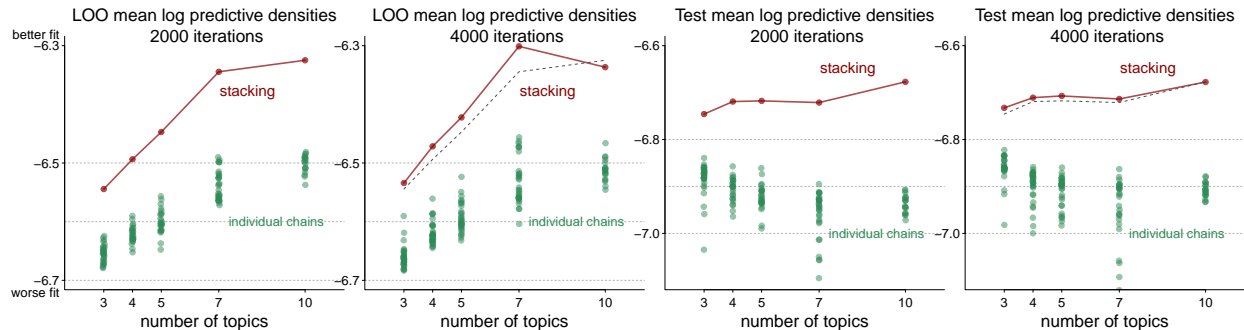 LOO mean log predictive densities
2000 iterations
better fit
−6.3
−6.5
−6.7
worse fit
stacking
individual chains
3 4 5 7 10
number of topics
LOO mean log predictive densities
4000 iterations
−6.3
−6.5
−6.7
stacking
individual chains
3 4 5 7 10
number of topics
Test mean log predictive densities
2000 iterations
−6.6
−6.8
−7.0
stacking
individual chains
3 4 5 7 10
number of topics
Test mean log predictive densities
4000 iterations
−6.6
−6.8
−7.0
stacking
individual chains
3 4 5 7 10
number of topics